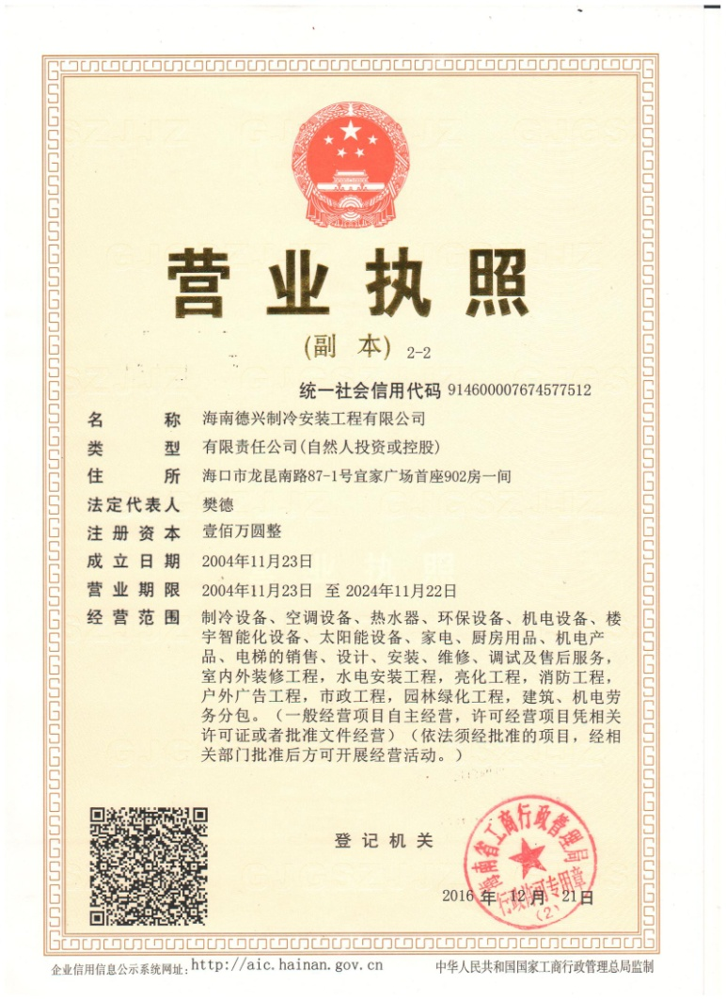 营业执照
(副 本) 2-2
统一社会信用代码 914600007674577512
名称 海南德兴制冷安装工程有限公司
类型 有限责任公司(自然人投资或控股)
住所 海口市龙昆南路87-1号宜家广场首座902房一间
法定代表人 樊德
注册资本 壹佰万圆整
成立日期 2004年11月23日
营业期限 2004年11月23日 至 2024年11月22日
经营范围 制冷设备、空调设备、热水器、环保设备、机电设备、楼
宇智能化设备、太阳能设备、家电、厨房用品、机电产
品、电梯的销售、设计、安装、维修、调试及售后服务，
室内外装修工程，水电安装工程，亮化工程，消防工程，
户外广告工程，市政工程，园林绿化工程，建筑、机电劳
务分包。（一般经营项目自主经营，许可经营项目凭相关
许可证或者批准文件经营）（依法须经批准的项目，经相
关部门批准后方可开展经营活动。）
登记机关
海南省工商行政管理局
行政许可专用章
(2)
2016年12月21日
企业信用信息公示系统网址：http://aic.hainan.gov.cn
中华人民共和国国家工商行政管理总局监制